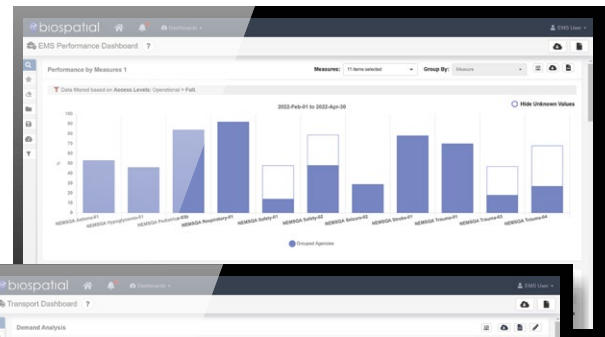 biospatial Dashboards EMS User
EMS Performance Dashboard ?
Performance by Measures 1 Measures: 11 items selected Group By: Measure
Data filtered based on Access Levels: Operational = Full.
2022-Feb-01 to 2022-Apr-30 Hide Unknown Values
100
90
80
70
60
50
40
30
20
10
0
%
NEMSQA Asthma-01 NEMSQA Hypoglycemia-01 NEMSQA Pediatrics-03b NEMSQA Respiratory-01 NEMSQA Safety-01 NEMSQA Safety-02 NEMSQA Seizure-02 NEMSQA Stroke-01 NEMSQA Trauma-01 NEMSQA Trauma-03 NEMSQA Trauma-04
Grouped Agencies
biospatial Dashboards EMS User
Transport Dashboard ?
Demand Analysis